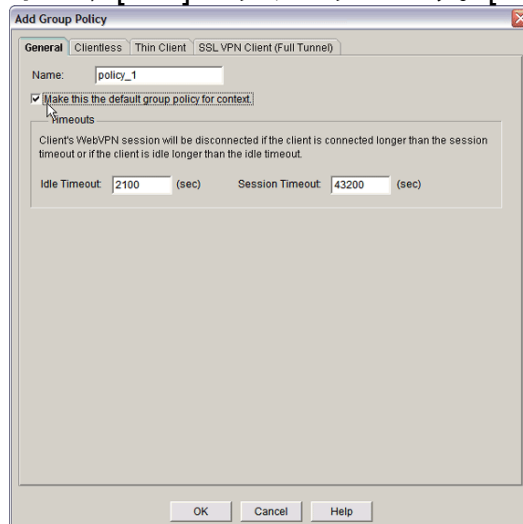 Add Group Policy
General Clientless Thin Client SSL VPN Client (Full Tunnel)
Name: policy_1
Make this the default group policy for context.
Timeouts
Client's WebVPN session will be disconnected if the client is connected longer than the session
timeout or if the client is idle longer than the idle timeout.
Idle Timeout: 2100 (sec) Session Timeout: 43200 (sec)
OK Cancel Help